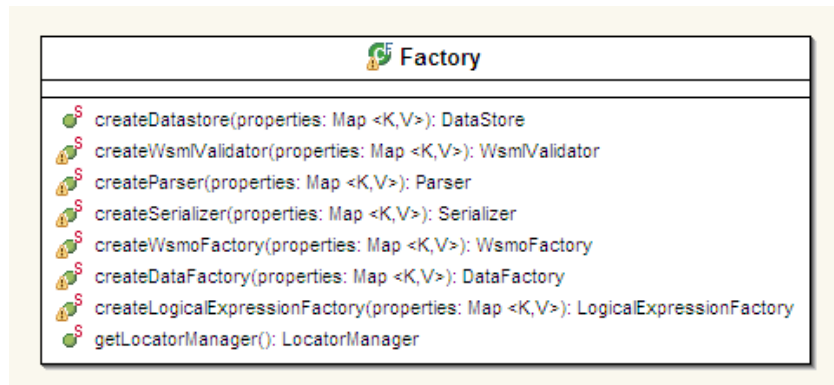 Factory
createDatastore(properties: Map <K,V>): DataStore
createWsmlValidator(properties: Map <K,V>): WsmlValidator
createParser(properties: Map <K,V>): Parser
createSerializer(properties: Map <K,V>): Serializer
createWsmoFactory(properties: Map <K,V>): WsmoFactory
createDataFactory(properties: Map <K,V>): DataFactory
createLogicalExpressionFactory(properties: Map <K,V>): LogicalExpressionFactory
getLocatorManager(): LocatorManager